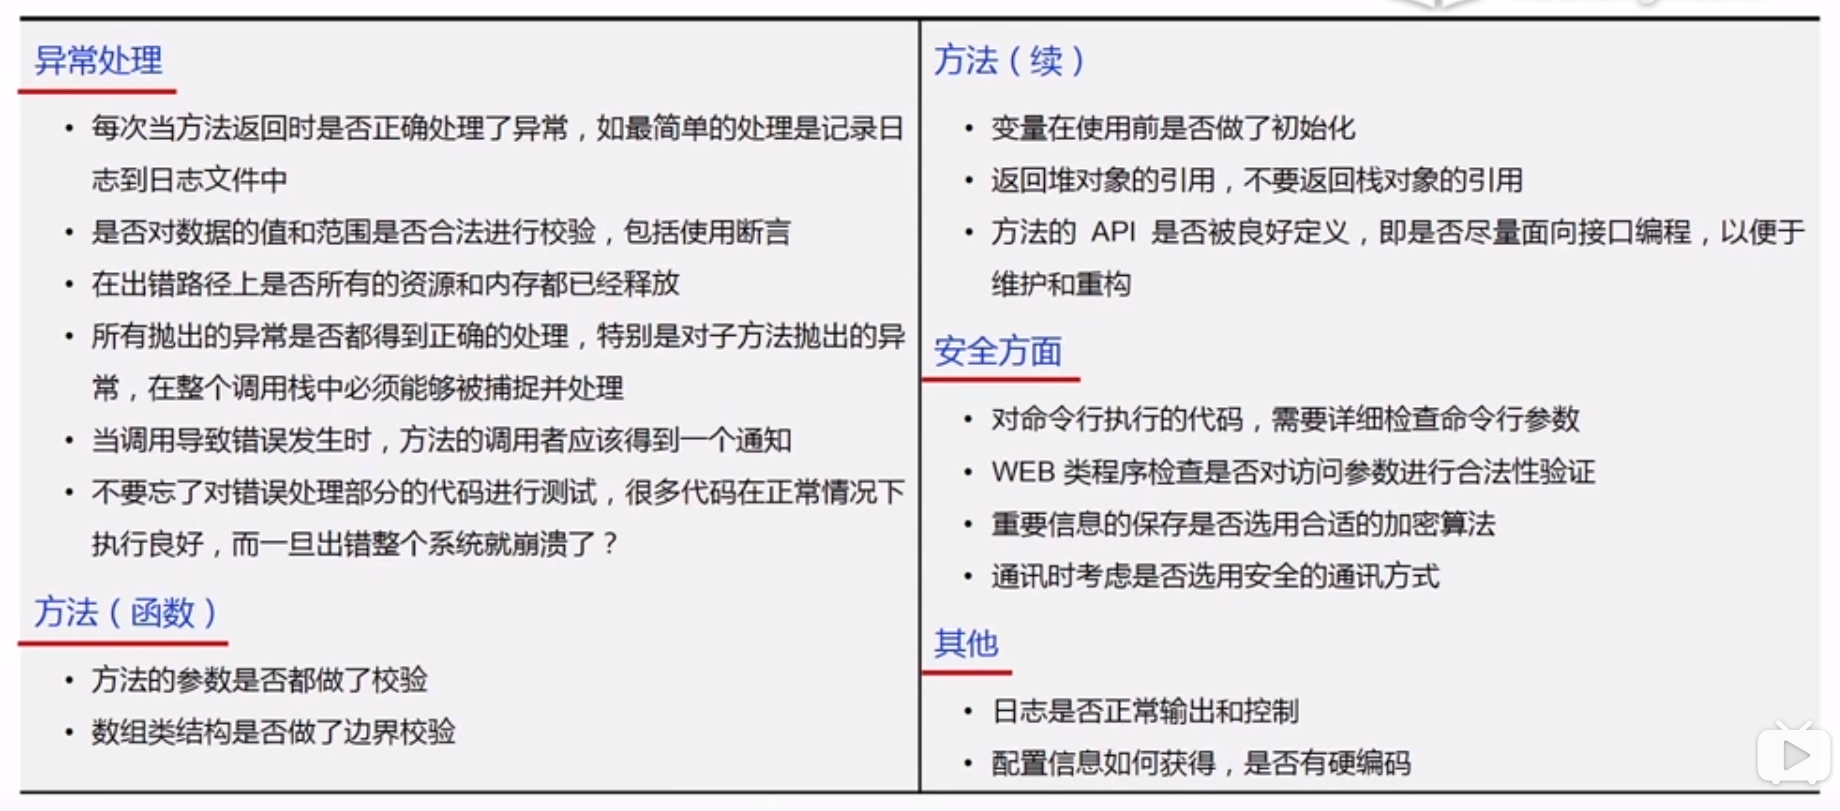 异常处理
• 每次当方法返回时是否正确处理了异常，如最简单的处理是记录日
志到日志文件中
• 是否对数据的值和范围是否合法进行校验，包括使用断言
• 在出错路径上是否所有的资源和内存都已经释放
• 所有抛出的异常是否都得到正确的处理，特别是对子方法抛出的异
常，在整个调用栈中必须能够被捕捉并处理
• 当调用导致错误发生时，方法的调用者应该得到一个通知
• 不要忘了对错误处理部分的代码进行测试，很多代码在正常情况下
执行良好，而一旦出错整个系统就崩溃了？
方法（函数）
• 方法的参数是否都做了校验
• 数组类结构是否做了边界校验
方法（续）
• 变量在使用前是否做了初始化
• 返回堆对象的引用，不要返回栈对象的引用
• 方法的 API 是否被良好定义，即是否尽量面向接口编程，以便于
维护和重构
安全方面
• 对命令行执行的代码，需要详细检查命令行参数
• WEB 类程序检查是否对访问参数进行合法性验证
• 重要信息的保存是否选用合适的加密算法
• 通讯时考虑是否选用安全的通讯方式
其他
• 日志是否正常输出和控制
• 配置信息如何获得，是否有硬编码